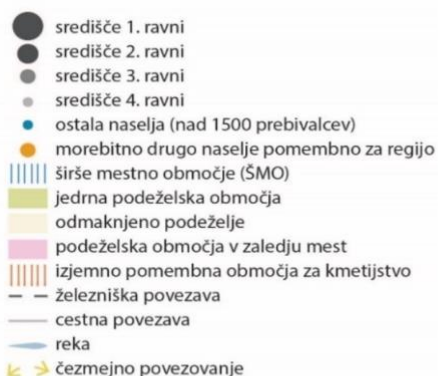 središče 1. ravni
središče 2. ravni
središče 3. ravni
središče 4. ravni
ostala naselja (nad 1500 prebivalcev)
morebitno drugo naselje pomembno za regijo
širše mestno območje (ŠMO)
jedrna podeželska območja
odmaknjeno podeželje
podeželska območja v zaledju mest
izjemno pomembna območja za kmetijstvo
železniška povezava
cestna povezava
reka
čezmejno povezovanje